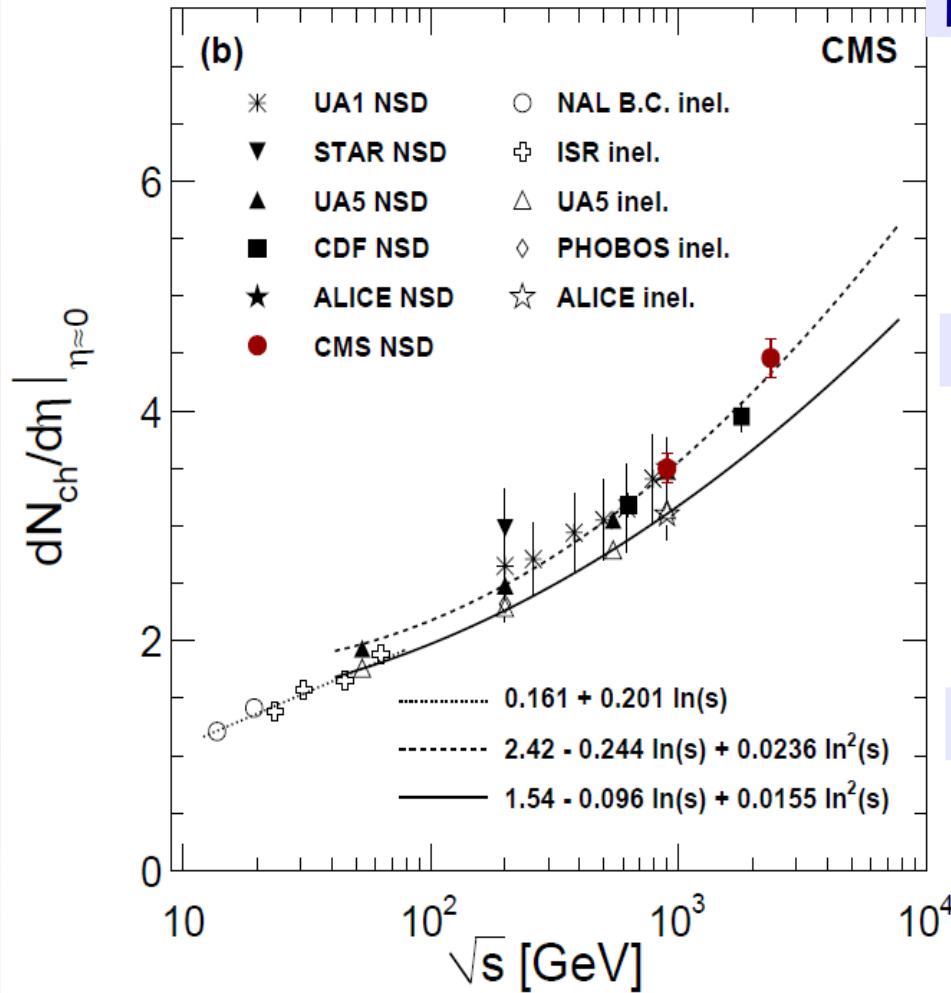 (b) CMS
UA1 NSD NAL B.C. inel.
STAR NSD ISR inel.
UA5 NSD UA5 inel.
CDF NSD PHOBOS inel.
ALICE NSD ALICE inel.
CMS NSD
dN_ch/dη|_η≈0
6
4
2
0
0.161 + 0.201 ln(s)
2.42 - 0.244 ln(s) + 0.0236 ln²(s)
1.54 - 0.096 ln(s) + 0.0155 ln²(s)
10 10² 10³ 10⁴
√s [GeV]